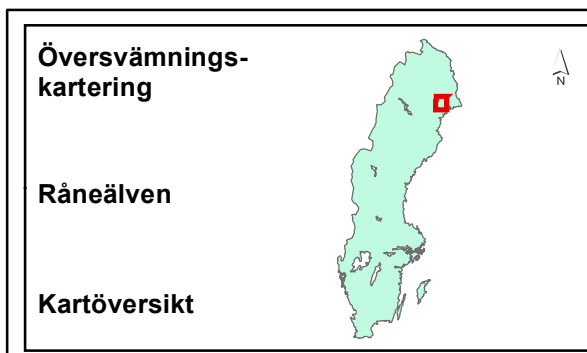 Översvämnings-
kartering
N
Råneälven
Kartöversikt